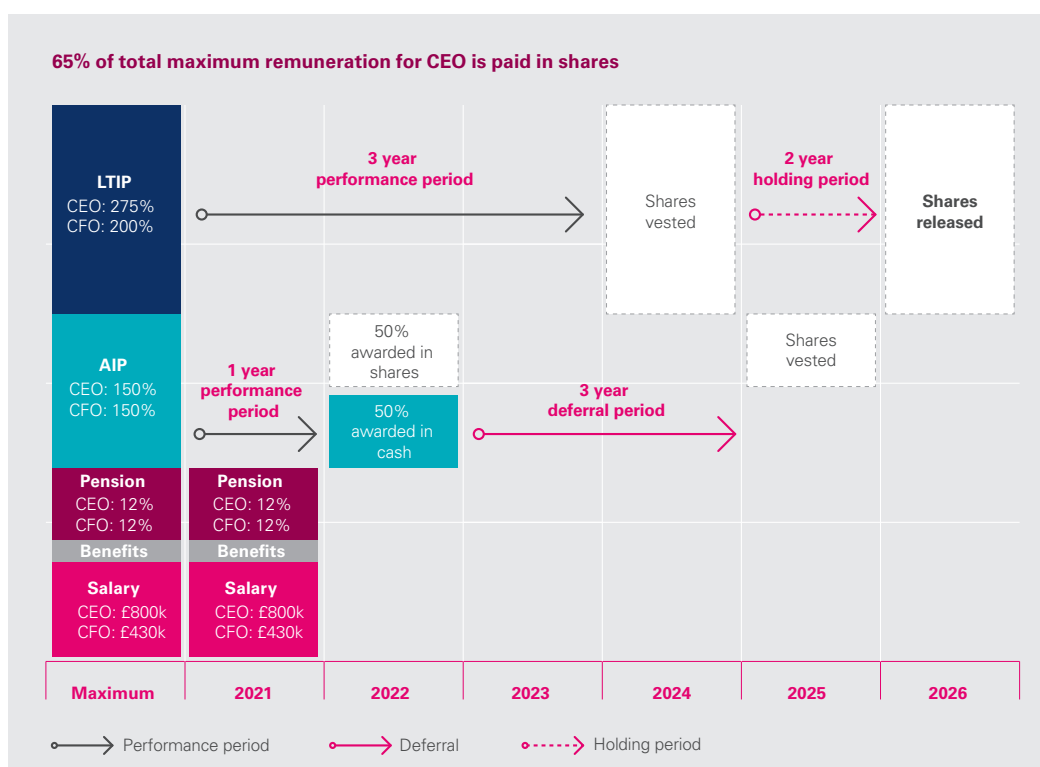 65% of total maximum remuneration for CEO is paid in shares
LTIP
CEO: 275%
CFO: 200%
3 year
performance period
Shares
vested
2 year
holding period
Shares
released
AIP
CEO: 150%
CFO: 150%
1 year
performance
period
50%
awarded in
shares
50%
awarded in
cash
3 year
deferral period
Shares
vested
Pension
CEO: 12%
CFO: 12%
Pension
CEO: 12%
CFO: 12%
Benefits
Benefits
Salary
CEO: £800k
CFO: £430k
Salary
CEO: £800k
CFO: £430k
Maximum
2021
2022
2023
2024
2025
2026
Performance period
Deferral
Holding period